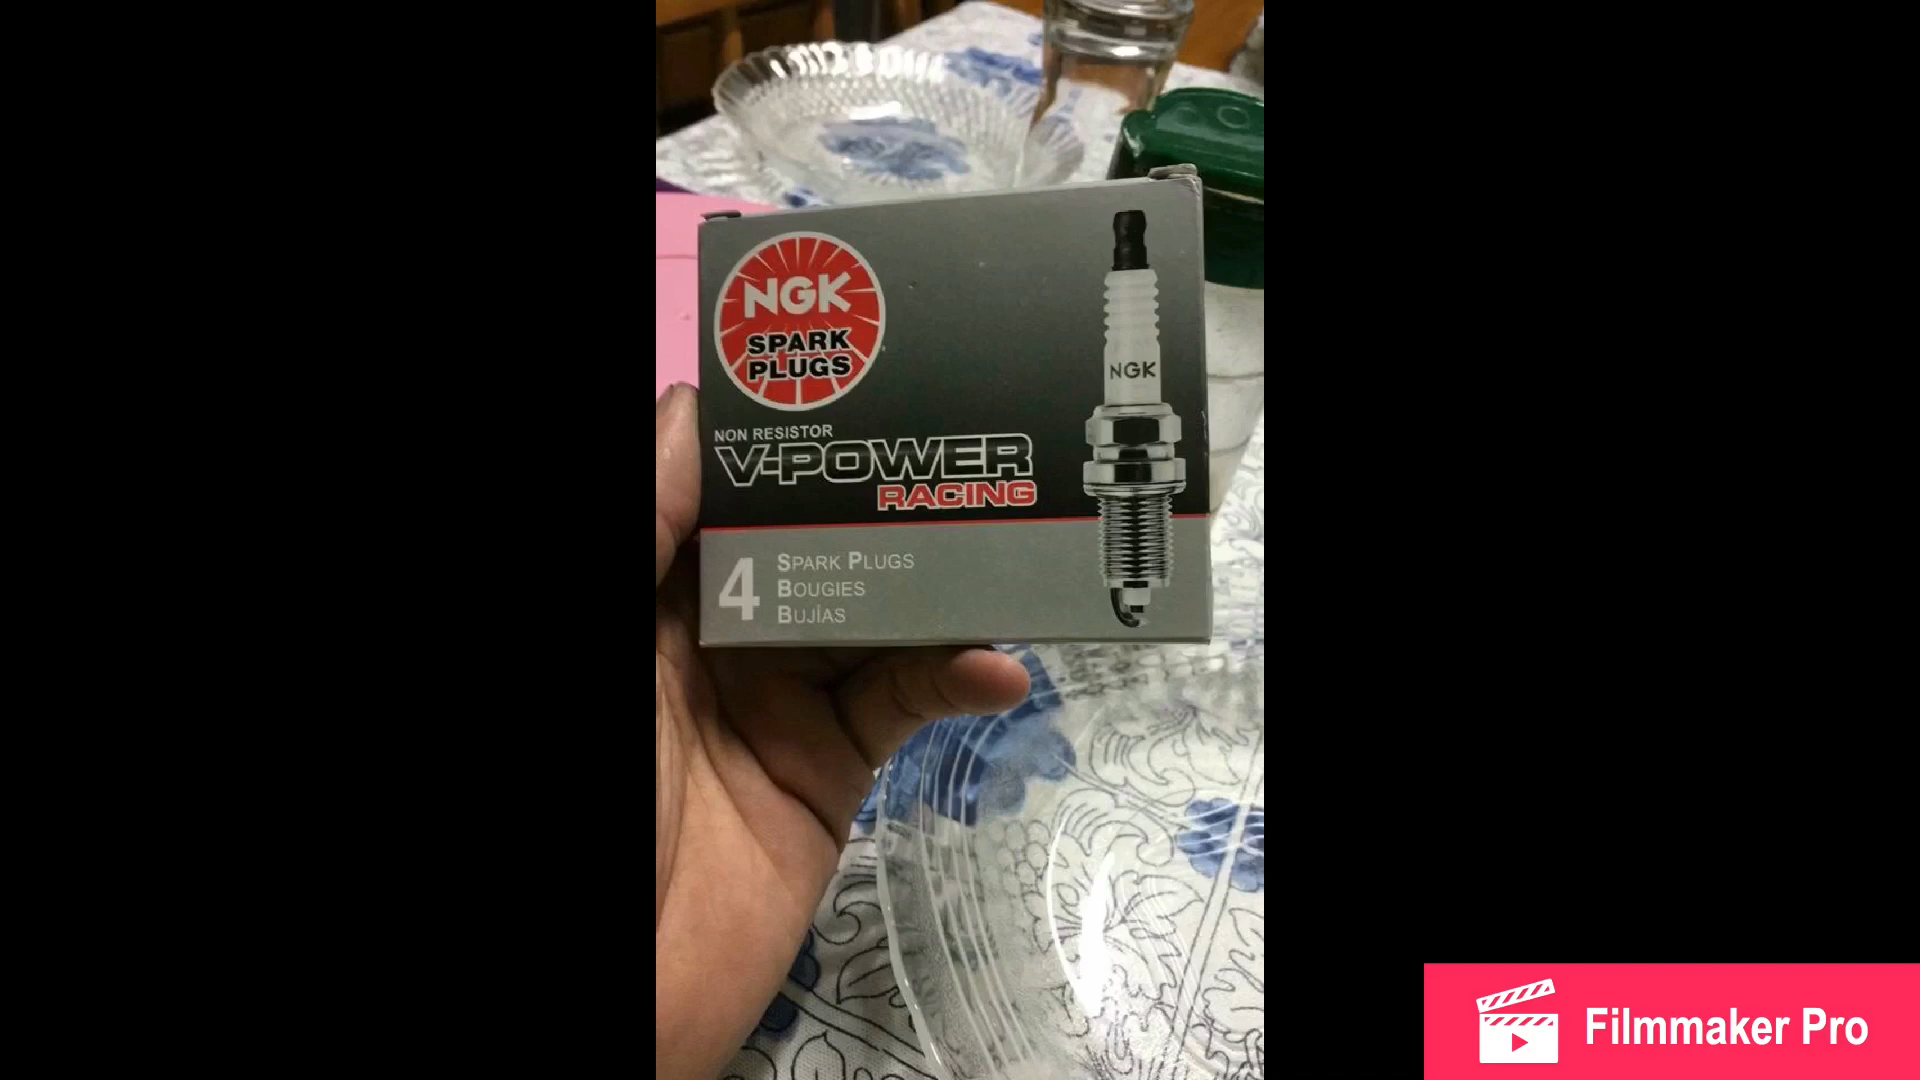 NGK
SPARK
PLUGS
NON RESISTOR
V-POWER
RACING
NGK
4 SPARK PLUGS
BOUGIES
BUJÍAS
Filmmaker Pro